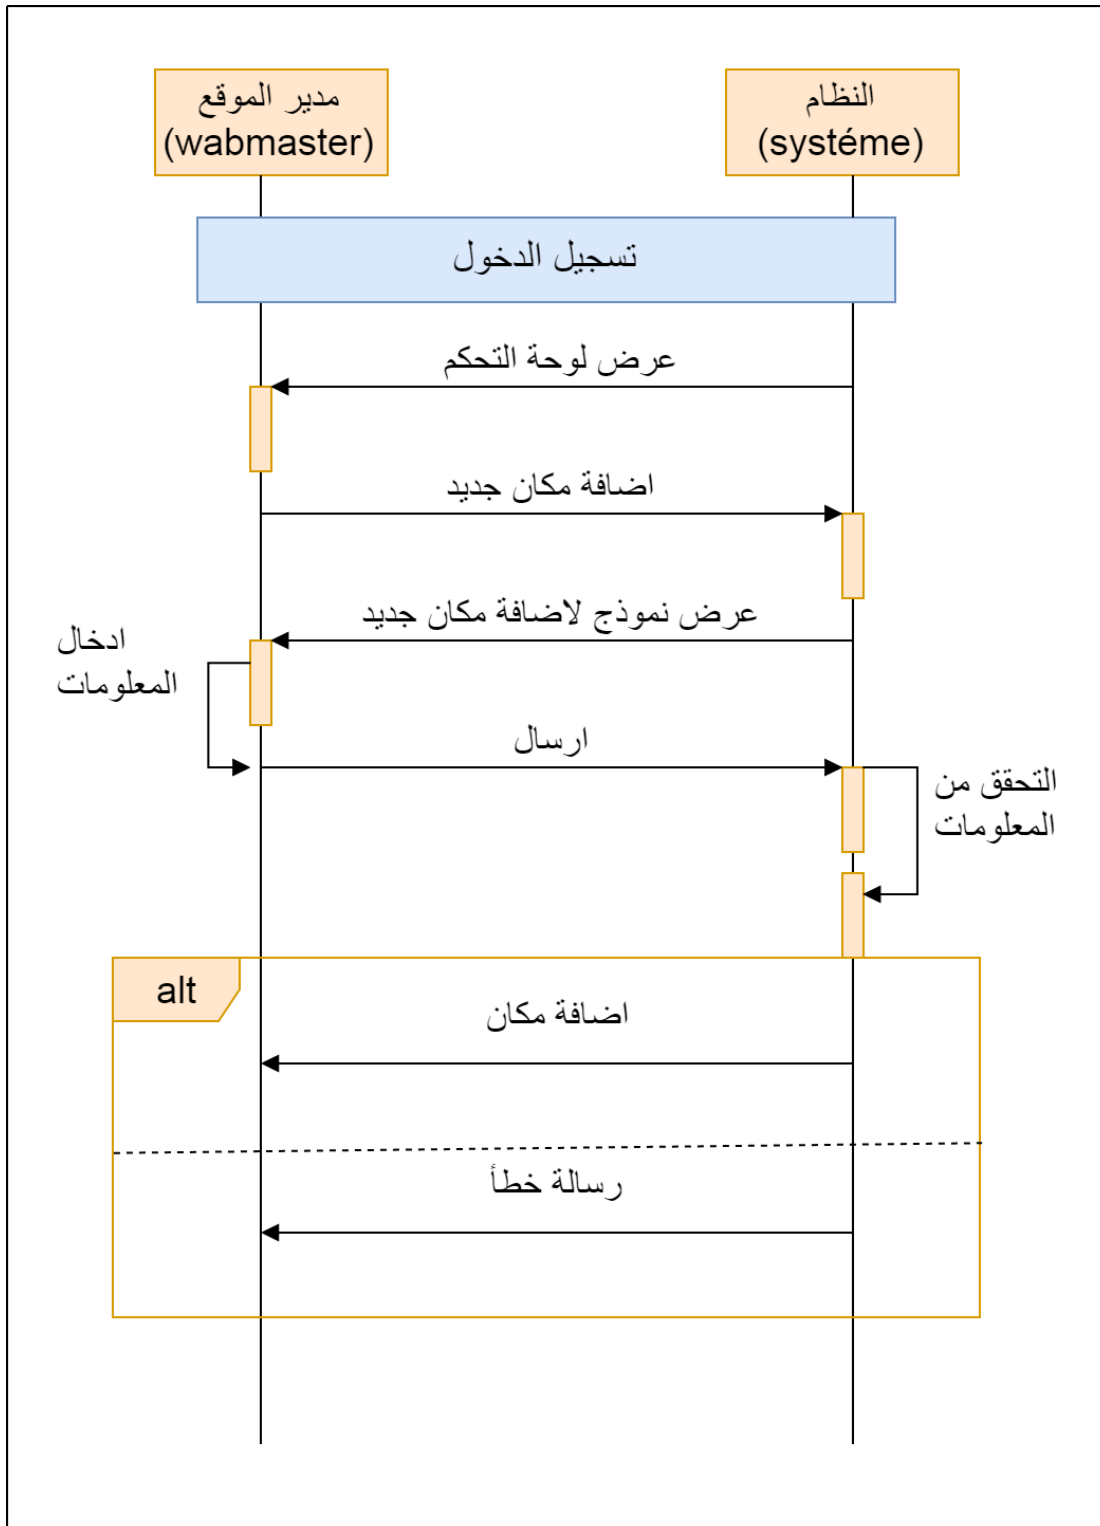 مدير الموقع
(wabmaster)
النظام
(systéme)
تسجيل الدخول
عرض لوحة التحكم
اضافة مكان جديد
عرض نموذج لاضافة مكان جديد
ادخال
المعلومات
ارسال
التحقق من
المعلومات
alt
اضافة مكان
رسالة خطأ